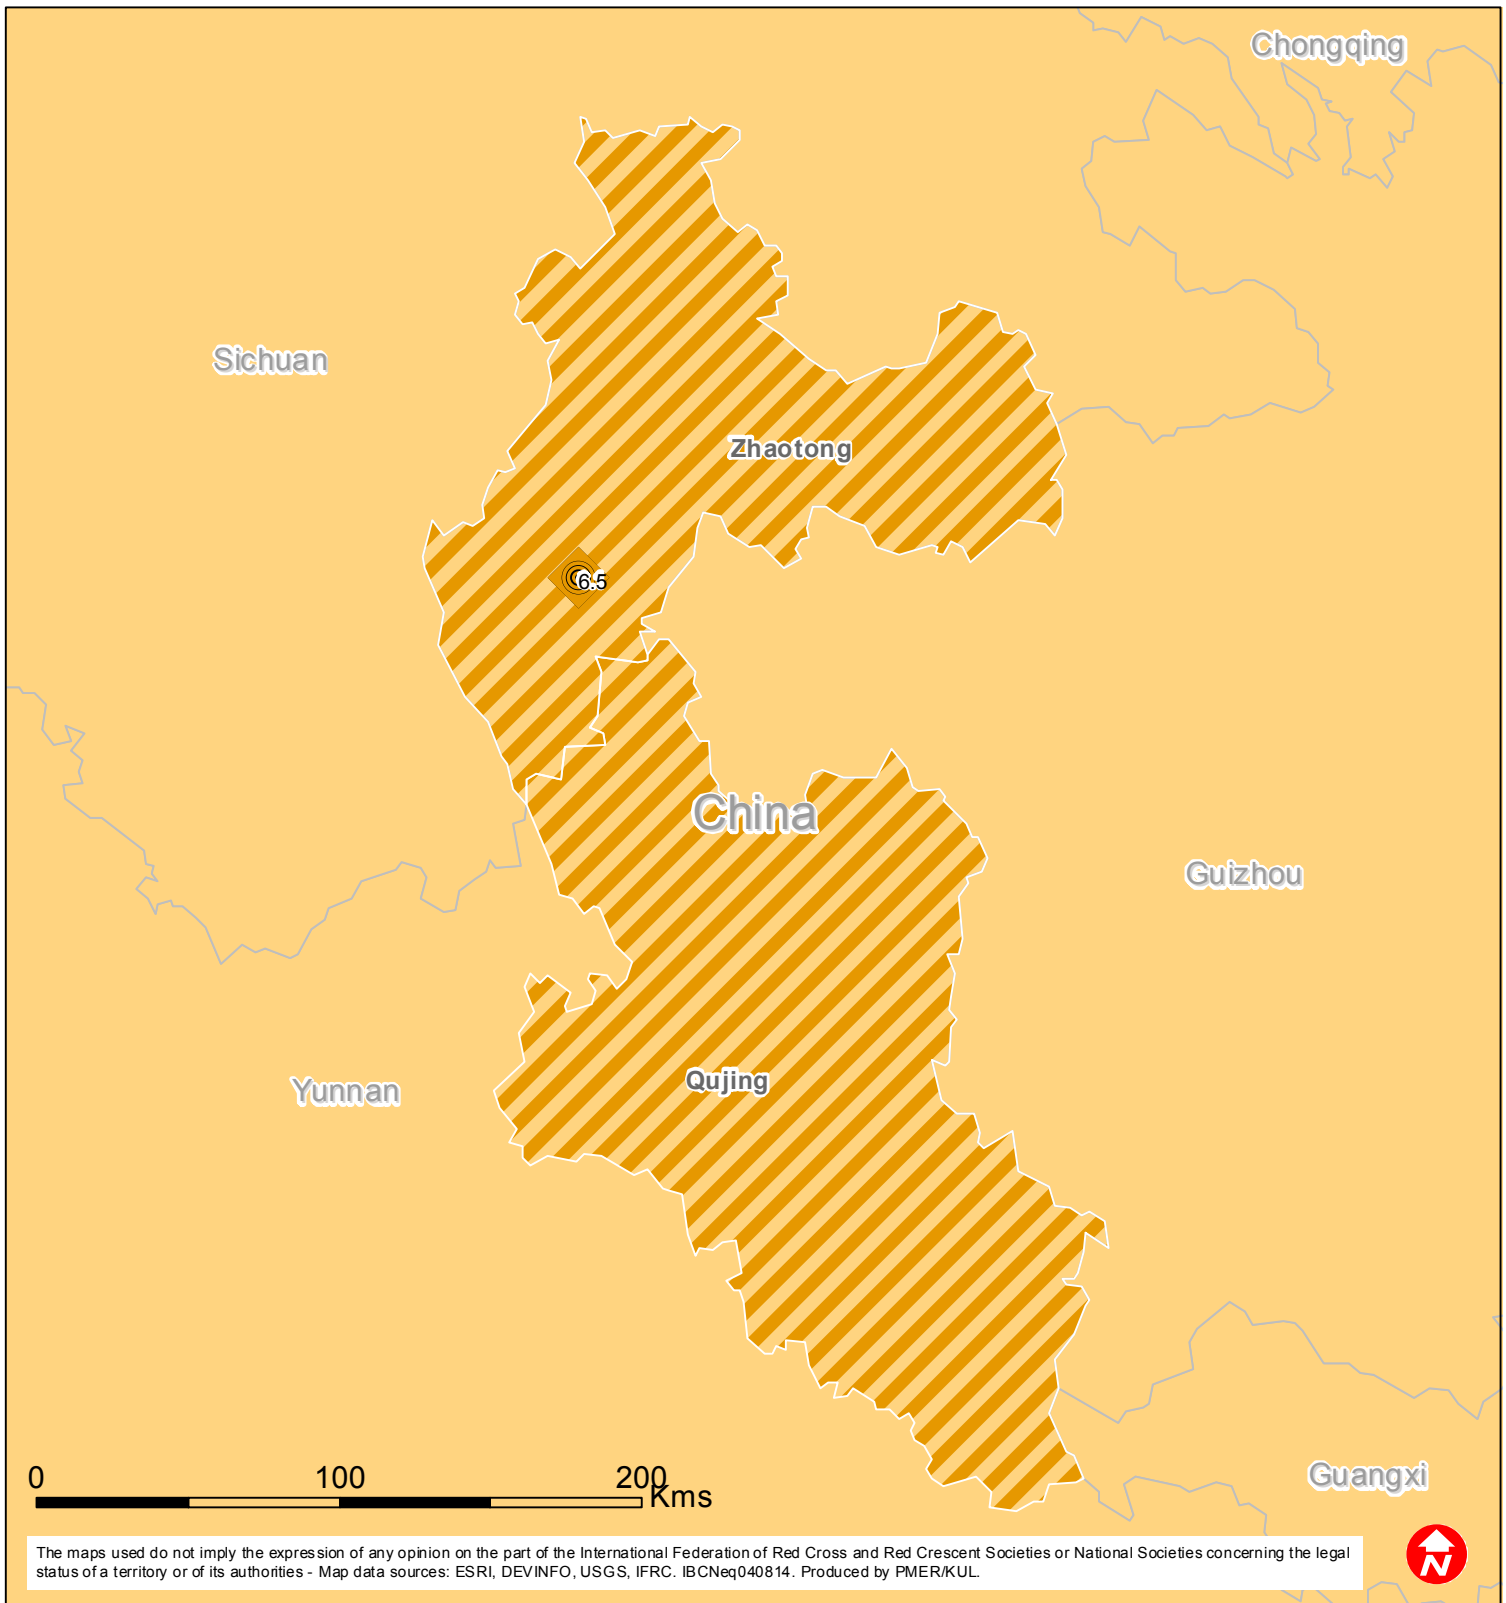 Chongqing
Sichuan
Zhaotong
6.5
China
Guizhou
Qujing
Yunnan
Guangxi
0 100 200
Kms
The maps used do not imply the expression of any opinion on the part of the International Federation of Red Cross and Red Crescent Societies or National Societies concerning the legal
status of a territory or of its authorities - Map data sources: ESRI, DEVINFO, USGS, IFRC. IBCNeq040814. Produced by PMER/KUL.
N